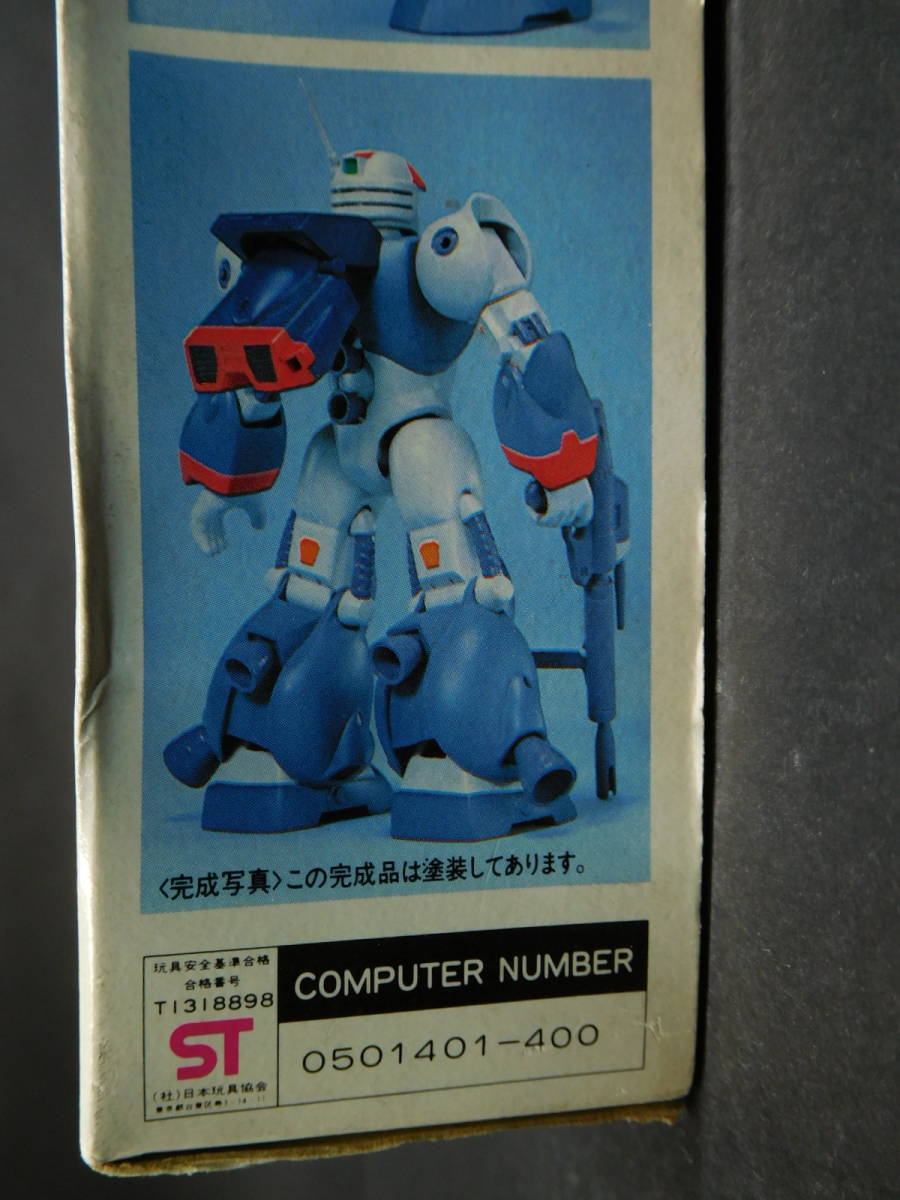 〈完成写真〉この完成品は塗装してあります。
玩具安全基準合格
合格番号
T1318898
ST
(社)日本玩具協会
COMPUTER NUMBER
0501401-400